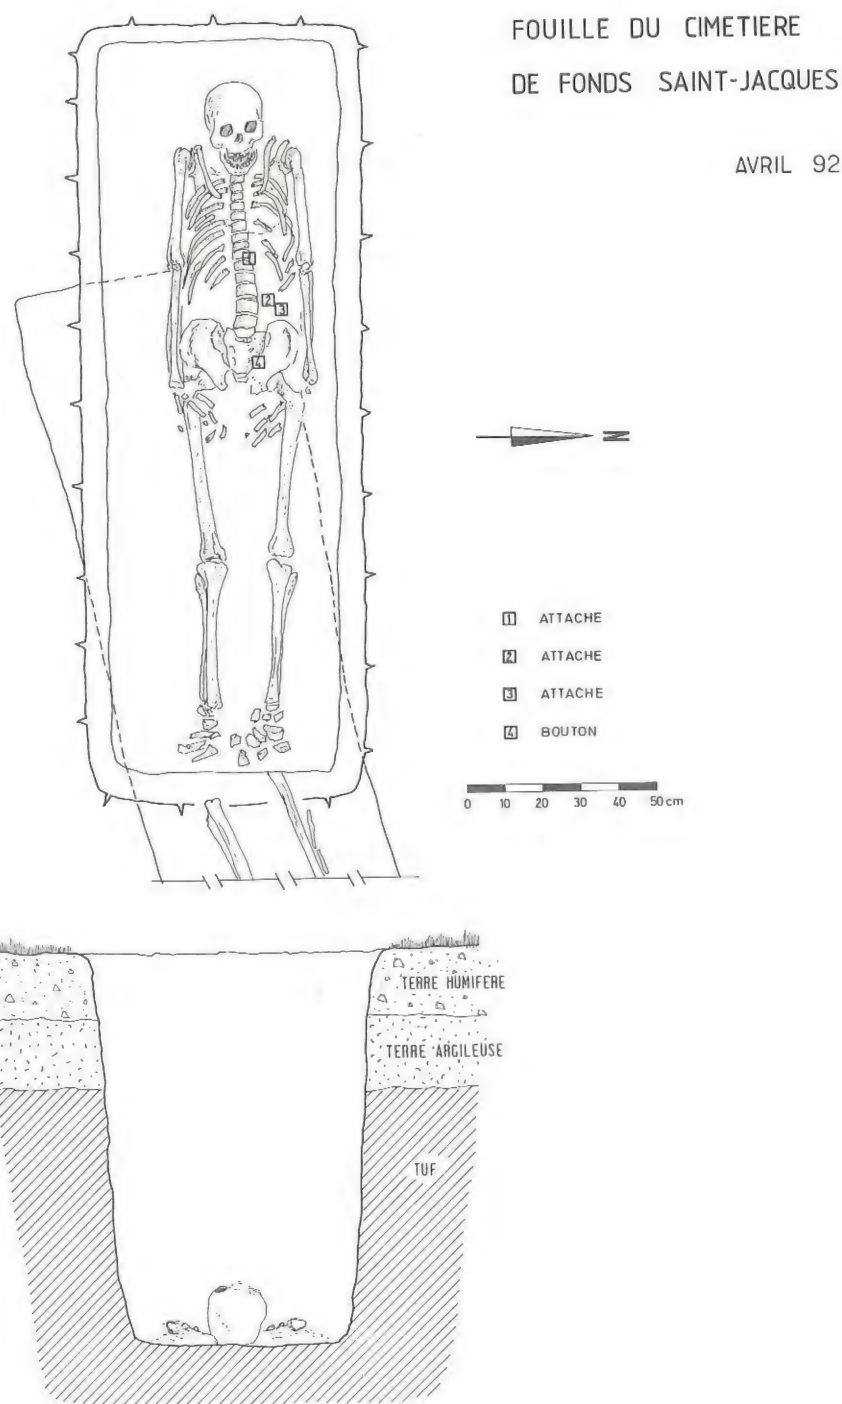 FOUILLE DU CIMETIERE
DE FONDS SAINT-JACQUES
AVRIL 92
1
2
3
4
N
1 ATTACHE
2 ATTACHE
3 ATTACHE
4 BOUTON
0 10 20 30 40 50 cm
TERRE HUMIFERE
TERRE ARGILEUSE
TUF